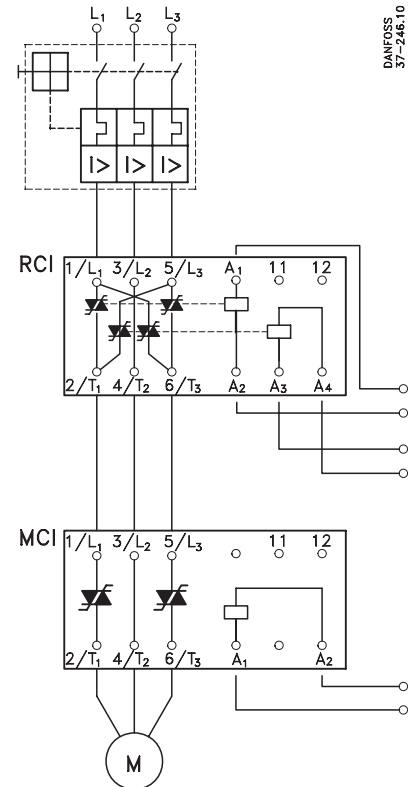 L1 L2 L3
DANFOSS
37-246.10
I> I> I>
RCI 1/L1 3/L2 5/L3 A1 11 12
2/T1 4/T2 6/T3 A2 A3 A4
MCI 1/L1 3/L2 5/L3 11 12
2/T1 4/T2 6/T3 A1 A2
M